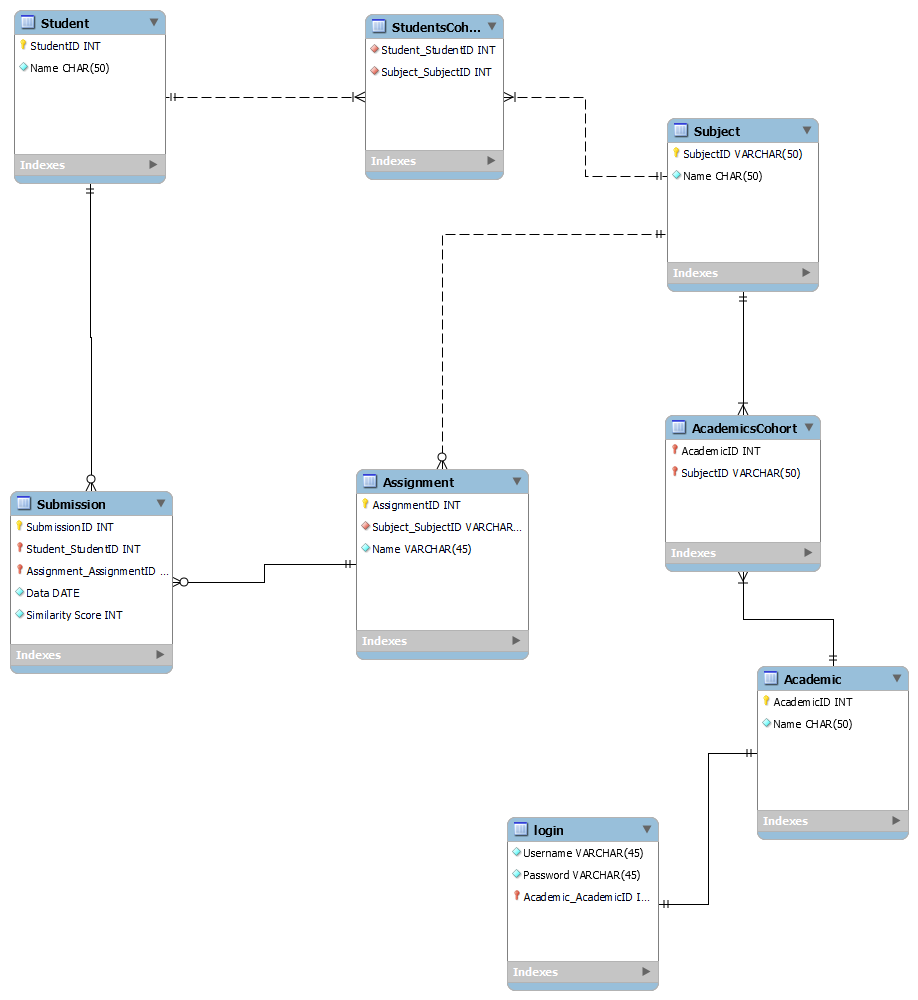 Student
StudentID INT
Name CHAR(50)
Indexes
StudentsCoh...
Student_StudentID INT
Subject_SubjectID INT
Indexes
Subject
SubjectID VARCHAR(50)
Name CHAR(50)
Indexes
AcademicsCohort
AcademicID INT
SubjectID VARCHAR(50)
Indexes
Assignment
AssignmentID INT
Subject_SubjectID VARCHAR...
Name VARCHAR(45)
Indexes
Submission
SubmissionID INT
Student_StudentID INT
Assignment_AssignmentID ...
Data DATE
Similarity Score INT
Indexes
Academic
AcademicID INT
Name CHAR(50)
Indexes
login
Username VARCHAR(45)
Password VARCHAR(45)
Academic_AcademicID I...
Indexes